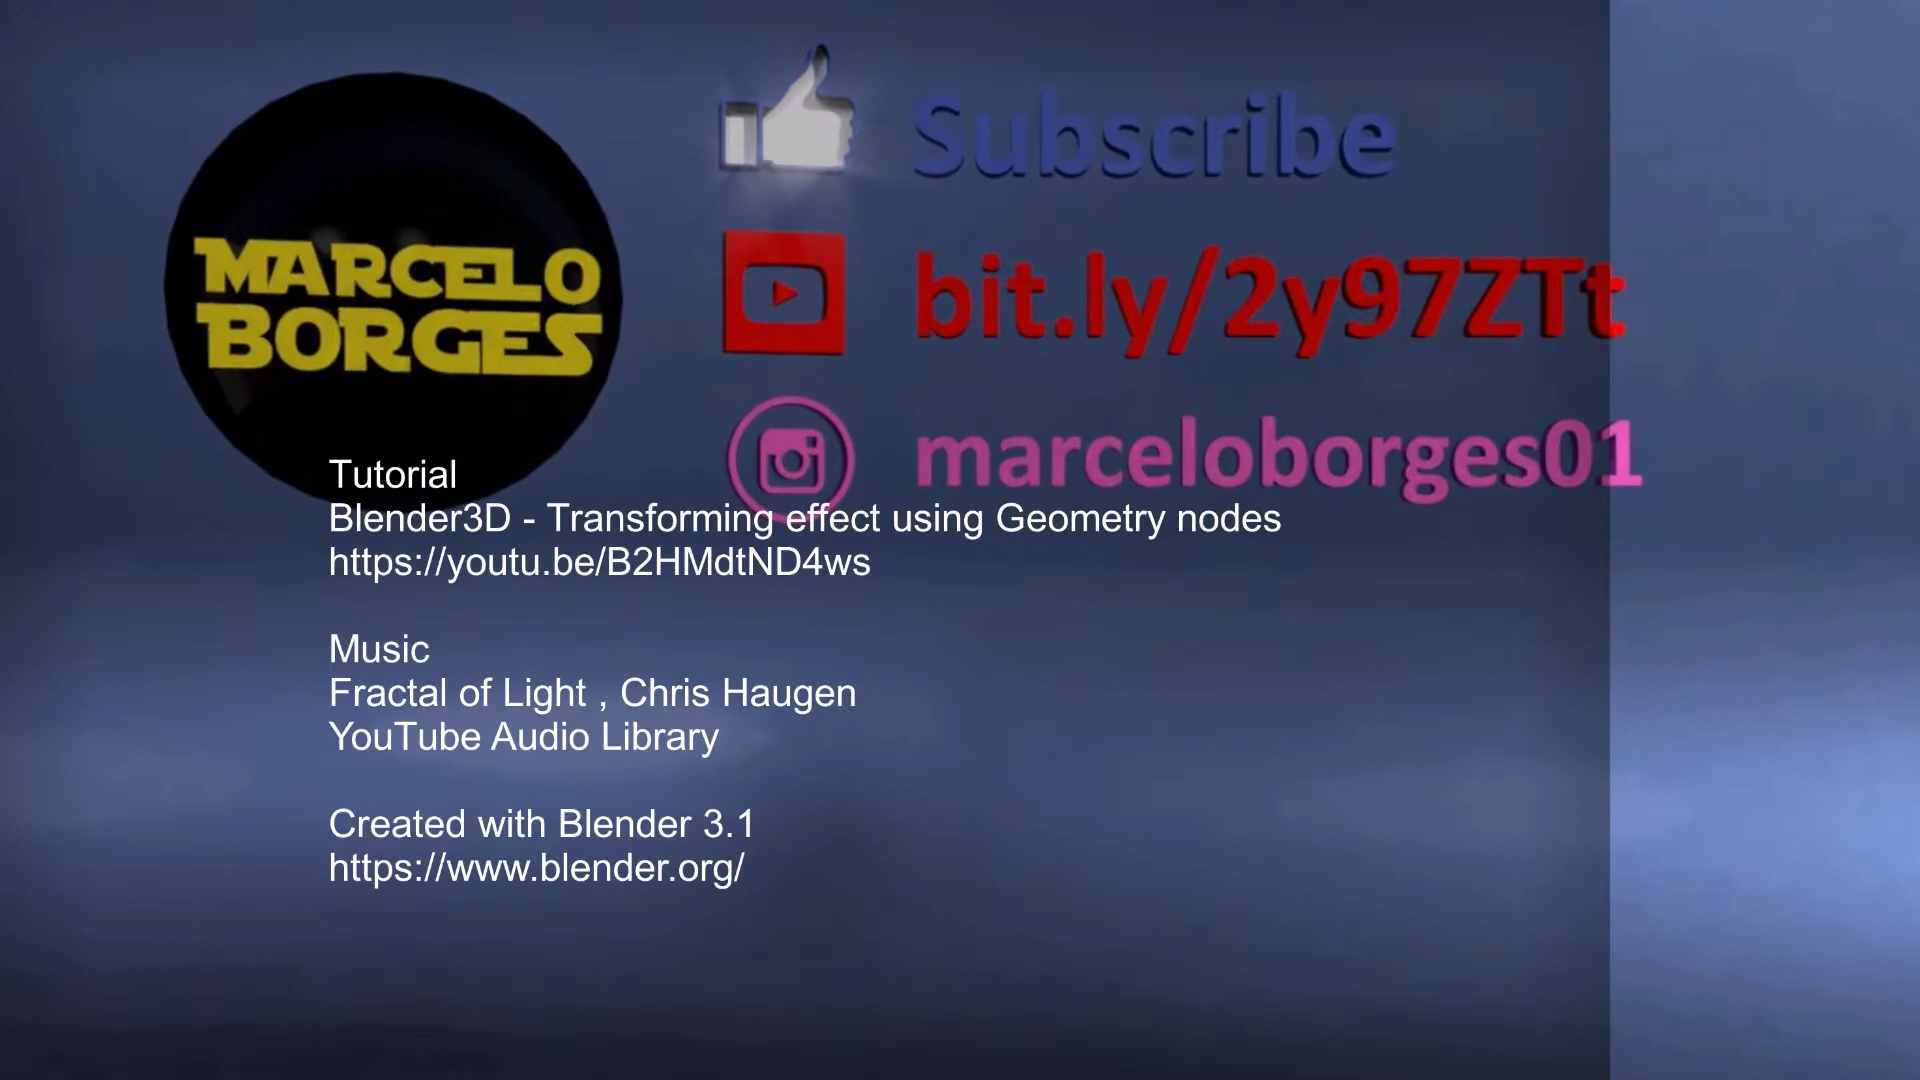 MARCELO
BORGES
Subscribe
bit.ly/2y97ZTt
marceloborges01
Tutorial
Blender3D - Transforming effect using Geometry nodes
https://youtu.be/B2HMdtND4ws
Music
Fractal of Light , Chris Haugen
YouTube Audio Library
Created with Blender 3.1
https://www.blender.org/